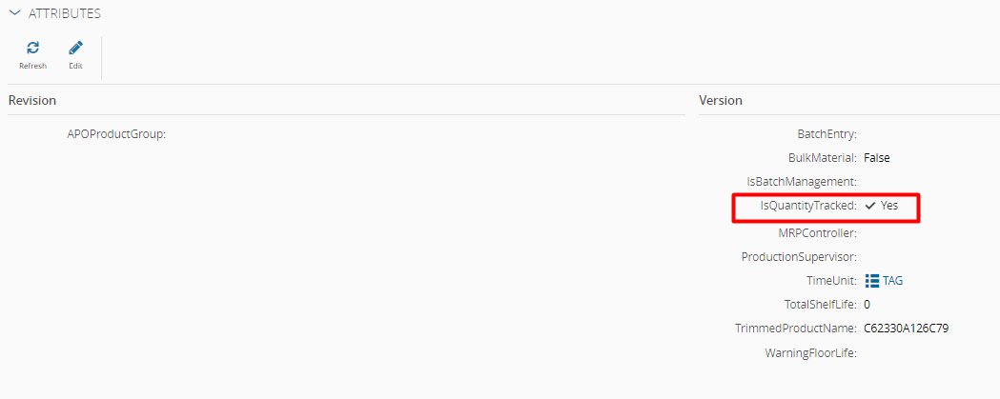 ATTRIBUTES
Refresh Edit
Revision
APOProductGroup:
Version
BatchEntry:
BulkMaterial: False
IsBatchManagement:
IsQuantityTracked: Yes
MRPController:
ProductionSupervisor:
TimeUnit: TAG
TotalShelfLife: 0
TrimmedProductName: C62330A126C79
WarningFloorLife: